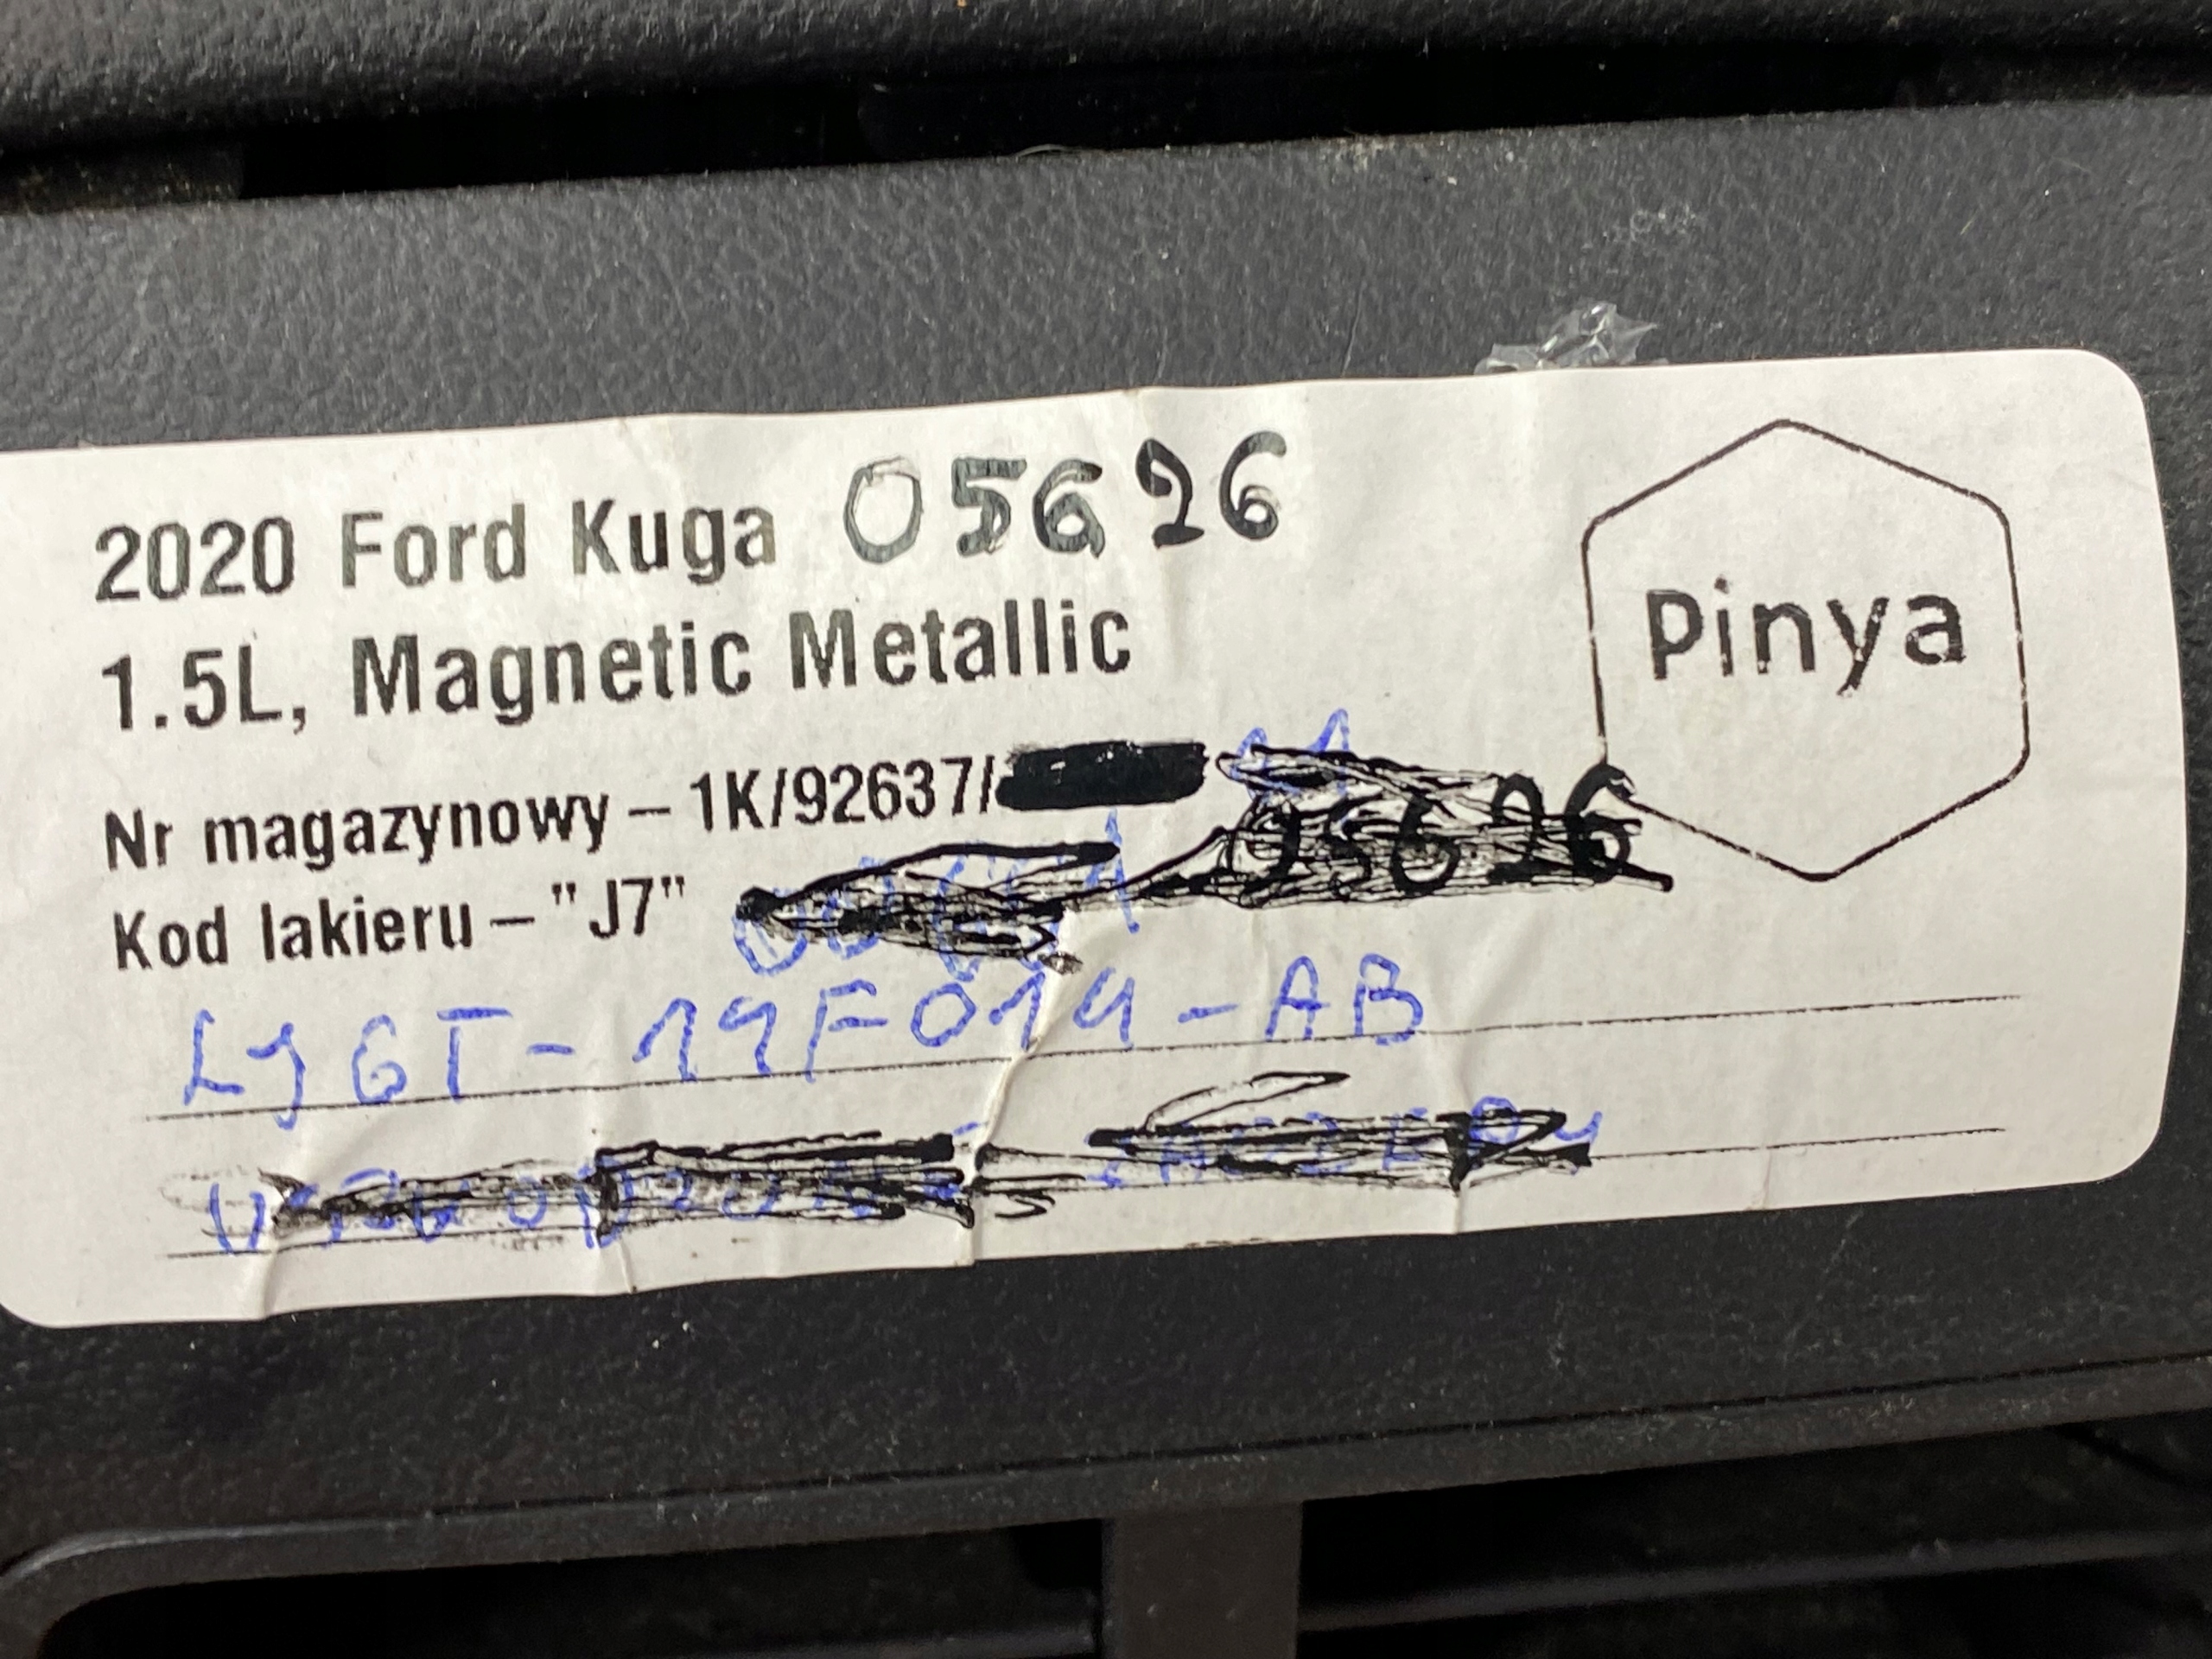 2020 Ford Kuga 05626
1.5L, Magnetic Metallic
Pinya
Nr magazynowy – 1K/92637/
05626
Kod lakieru – "J7"
LJ6T-19F014-AB